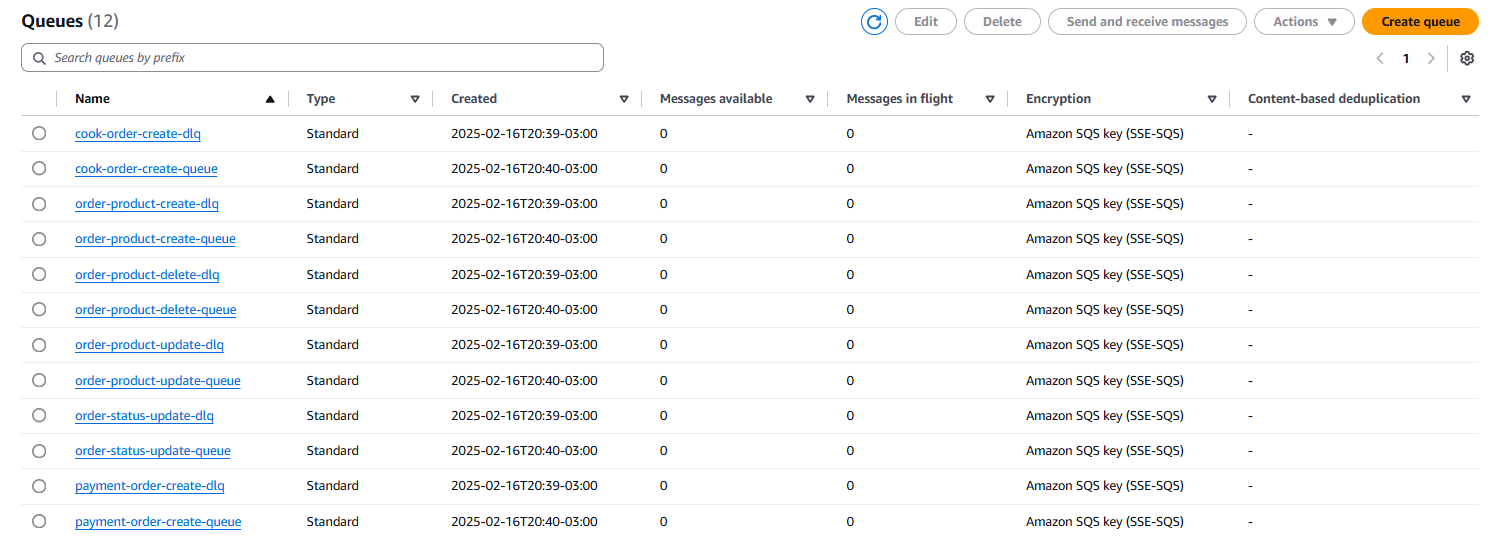 Queues (12) Edit Delete Send and receive messages Actions Create queue
Search queues by prefix 1
Name Type Created Messages available Messages in flight Encryption Content-based deduplication
cook-order-create-dlq Standard 2025-02-16T20:39-03:00 0 0 Amazon SQS key (SSE-SQS) -
cook-order-create-queue Standard 2025-02-16T20:40-03:00 0 0 Amazon SQS key (SSE-SQS) -
order-product-create-dlq Standard 2025-02-16T20:39-03:00 0 0 Amazon SQS key (SSE-SQS) -
order-product-create-queue Standard 2025-02-16T20:40-03:00 0 0 Amazon SQS key (SSE-SQS) -
order-product-delete-dlq Standard 2025-02-16T20:39-03:00 0 0 Amazon SQS key (SSE-SQS) -
order-product-delete-queue Standard 2025-02-16T20:40-03:00 0 0 Amazon SQS key (SSE-SQS) -
order-product-update-dlq Standard 2025-02-16T20:39-03:00 0 0 Amazon SQS key (SSE-SQS) -
order-product-update-queue Standard 2025-02-16T20:40-03:00 0 0 Amazon SQS key (SSE-SQS) -
order-status-update-dlq Standard 2025-02-16T20:39-03:00 0 0 Amazon SQS key (SSE-SQS) -
order-status-update-queue Standard 2025-02-16T20:40-03:00 0 0 Amazon SQS key (SSE-SQS) -
payment-order-create-dlq Standard 2025-02-16T20:39-03:00 0 0 Amazon SQS key (SSE-SQS) -
payment-order-create-queue Standard 2025-02-16T20:40-03:00 0 0 Amazon SQS key (SSE-SQS) -